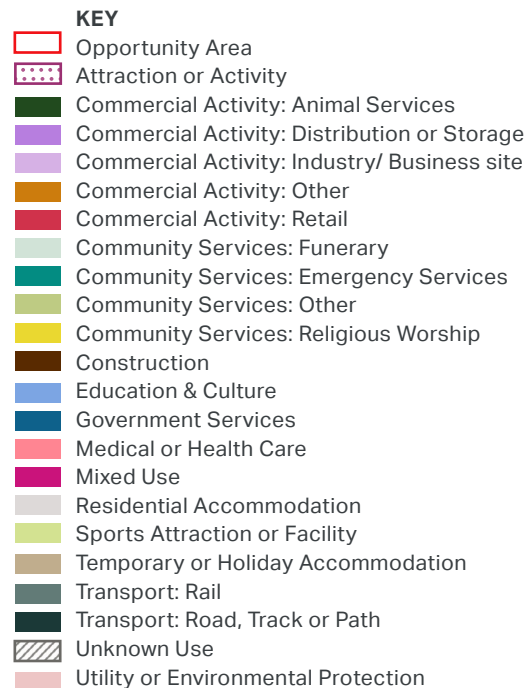 KEY
Opportunity Area
Attraction or Activity
Commercial Activity: Animal Services
Commercial Activity: Distribution or Storage
Commercial Activity: Industry/ Business site
Commercial Activity: Other
Commercial Activity: Retail
Community Services: Funerary
Community Services: Emergency Services
Community Services: Other
Community Services: Religious Worship
Construction
Education & Culture
Government Services
Medical or Health Care
Mixed Use
Residential Accommodation
Sports Attraction or Facility
Temporary or Holiday Accommodation
Transport: Rail
Transport: Road, Track or Path
Unknown Use
Utility or Environmental Protection